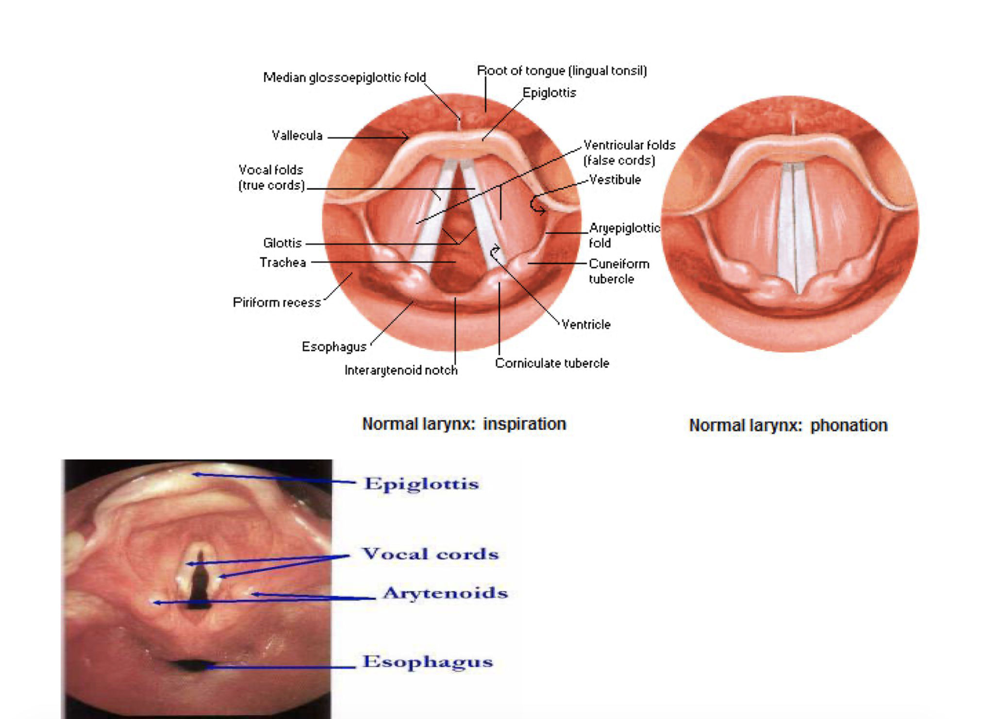 Median glossoepiglottic fold
Root of tongue (lingual tonsil)
Epiglottis
Vallecula
Ventricular folds
(false cords)
Vocal folds
(true cords)
Vestibule
Glottis
Aryepiglottic
fold
Trachea
Cuneiform
tubercle
Piriform recess
Ventricle
Esophagus
Interarytenoid notch
Corniculate tubercle
Normal larynx: inspiration
Normal larynx: phonation
Epiglottis
Vocal cords
Arytenoids
Esophagus